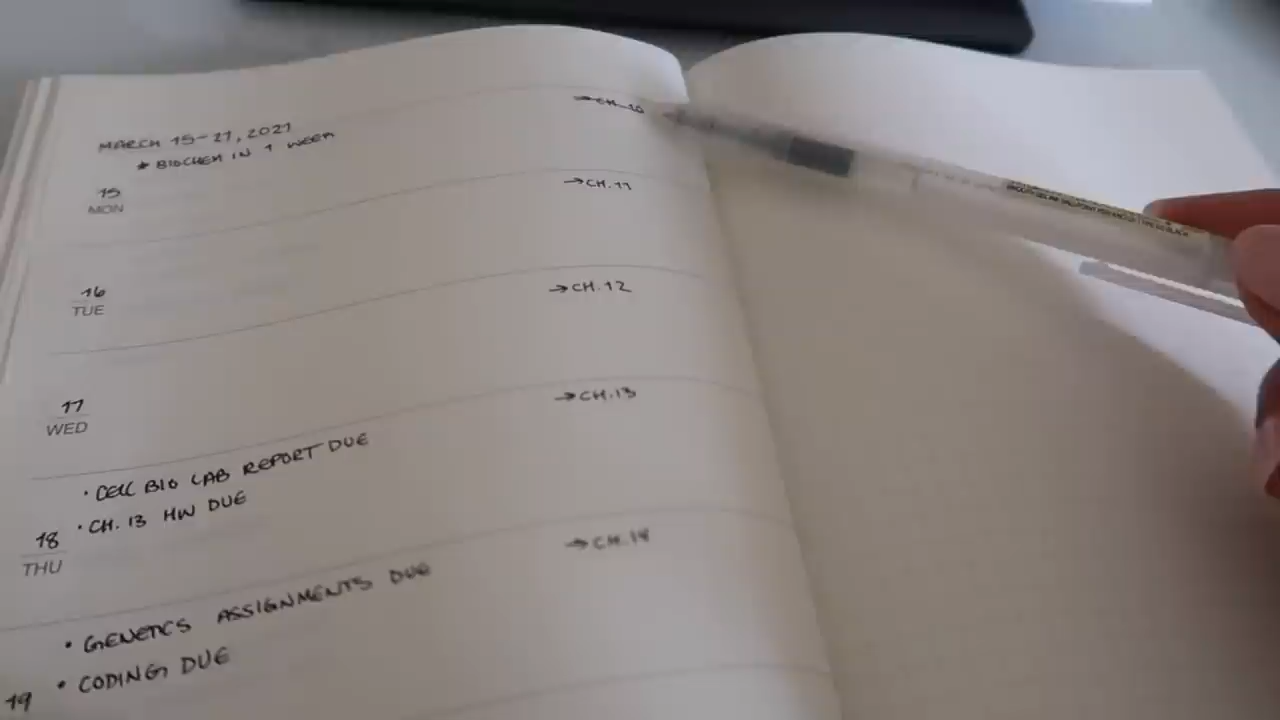 MARCH 15-21, 2021
* BIOCHEM IN 1 WEEK
→CH. 10
15
MON
→CH. 11
16
TUE
→CH. 12
17
WED
→CH. 13
• CELL BIO LAB REPORT DUE
• CH. 13 HW DUE
18
THU
→CH. 14
• GENETICS ASSIGNMENTS DUE
• CODING DUE
19